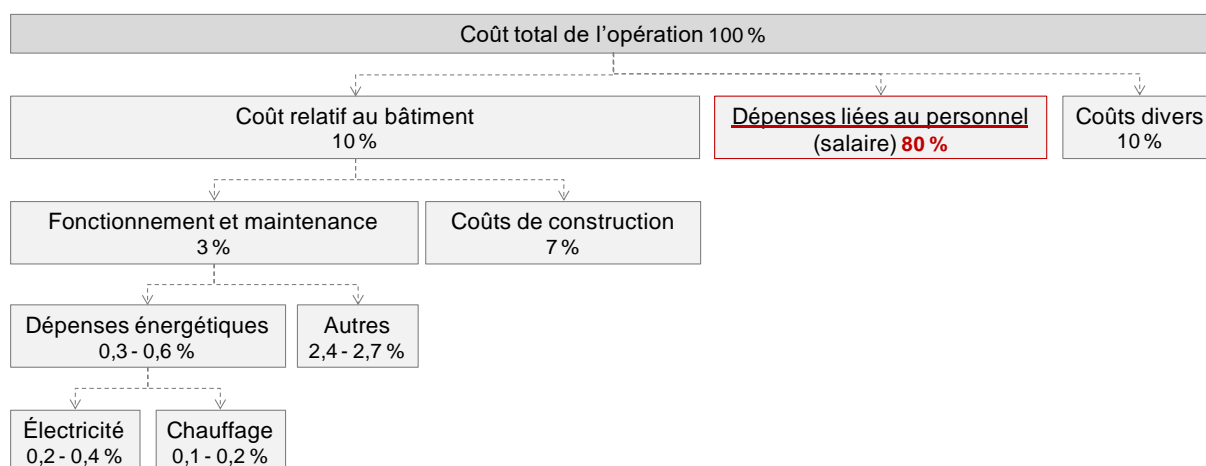 Coût total de l’opération 100 %
Coût relatif au bâtiment
10 %
Dépenses liées au personnel
(salaire) 80 %
Coûts divers
10 %
Fonctionnement et maintenance
3 %
Coûts de construction
7 %
Dépenses énergétiques
0,3 - 0,6 %
Autres
2,4 - 2,7 %
Électricité
0,2 - 0,4 %
Chauffage
0,1 - 0,2 %